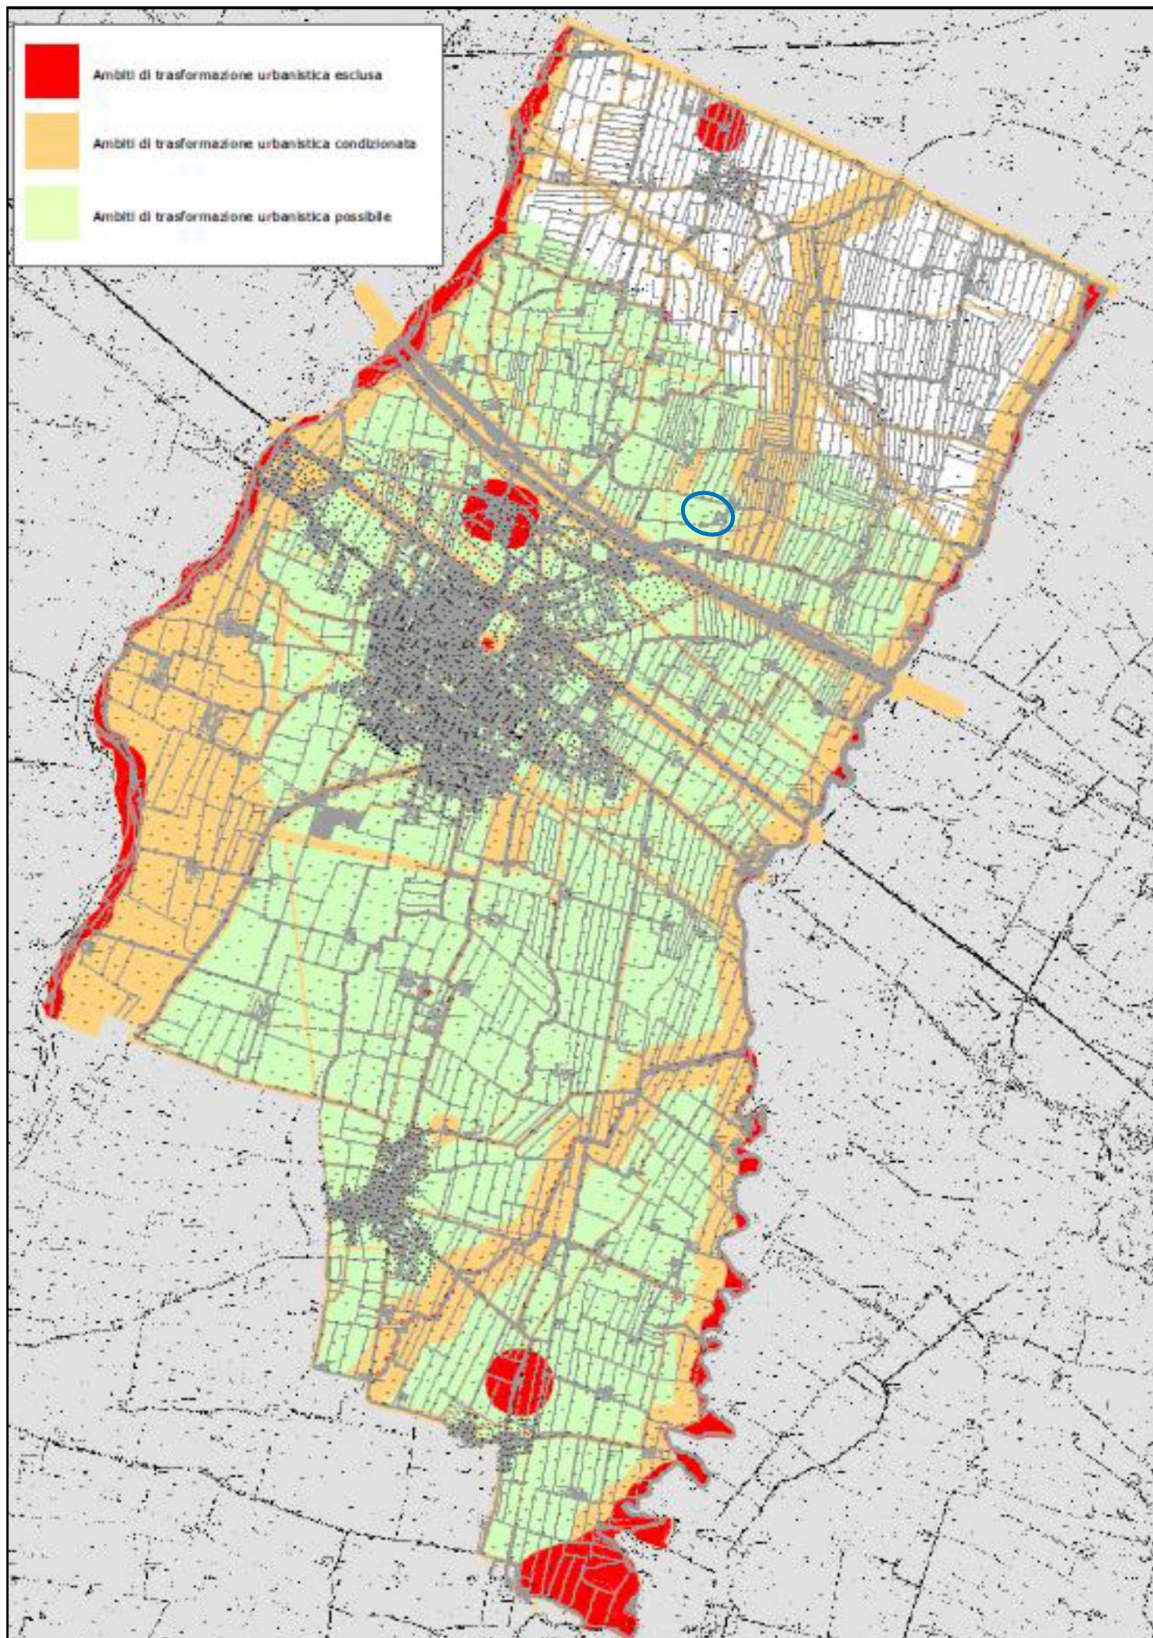 Ambiti di trasformazione urbanistica esclusa
Ambiti di trasformazione urbanistica condizionata
Ambiti di trasformazione urbanistica possibile